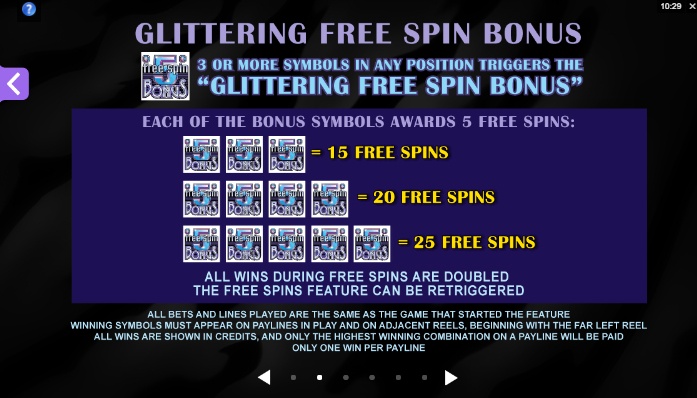 10:29
GLITTERING FREE SPIN BONUS
free spin
5
BONUS
3 OR MORE SYMBOLS IN ANY POSITION TRIGGERS THE
“GLITTERING FREE SPIN BONUS”
EACH OF THE BONUS SYMBOLS AWARDS 5 FREE SPINS:
= 15 FREE SPINS
= 20 FREE SPINS
= 25 FREE SPINS
ALL WINS DURING FREE SPINS ARE DOUBLED
THE FREE SPINS FEATURE CAN BE RETRIGGERED
ALL BETS AND LINES PLAYED ARE THE SAME AS THE GAME THAT STARTED THE FEATURE
WINNING SYMBOLS MUST APPEAR ON PAYLINES IN PLAY AND ON ADJACENT REELS, BEGINNING WITH THE FAR LEFT REEL
ALL WINS ARE SHOWN IN CREDITS, AND ONLY THE HIGHEST WINNING COMBINATION ON A PAYLINE WILL BE PAID
ONLY ONE WIN PER PAYLINE